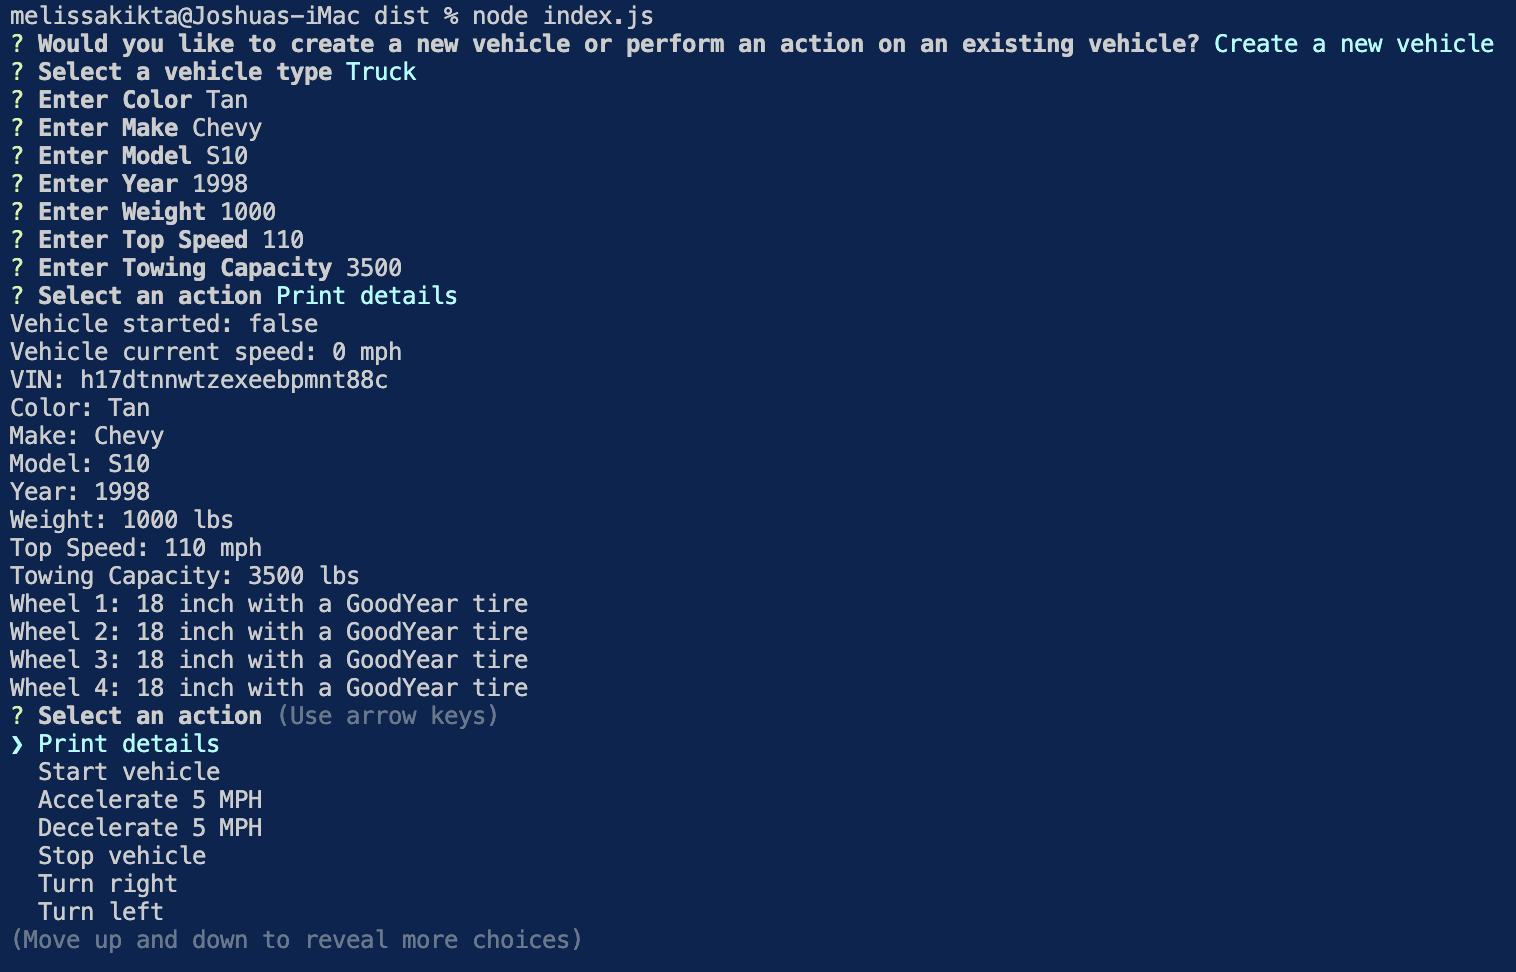 melissakikta@Joshuas-iMac dist % node index.js
? Would you like to create a new vehicle or perform an action on an existing vehicle? Create a new vehicle
? Select a vehicle type Truck
? Enter Color Tan
? Enter Make Chevy
? Enter Model S10
? Enter Year 1998
? Enter Weight 1000
? Enter Top Speed 110
? Enter Towing Capacity 3500
? Select an action Print details
Vehicle started: false
Vehicle current speed: 0 mph
VIN: h17dtnnwtzexeebpmnt88c
Color: Tan
Make: Chevy
Model: S10
Year: 1998
Weight: 1000 lbs
Top Speed: 110 mph
Towing Capacity: 3500 lbs
Wheel 1: 18 inch with a GoodYear tire
Wheel 2: 18 inch with a GoodYear tire
Wheel 3: 18 inch with a GoodYear tire
Wheel 4: 18 inch with a GoodYear tire
? Select an action (Use arrow keys)
❯ Print details
  Start vehicle
  Accelerate 5 MPH
  Decelerate 5 MPH
  Stop vehicle
  Turn right
  Turn left
(Move up and down to reveal more choices)